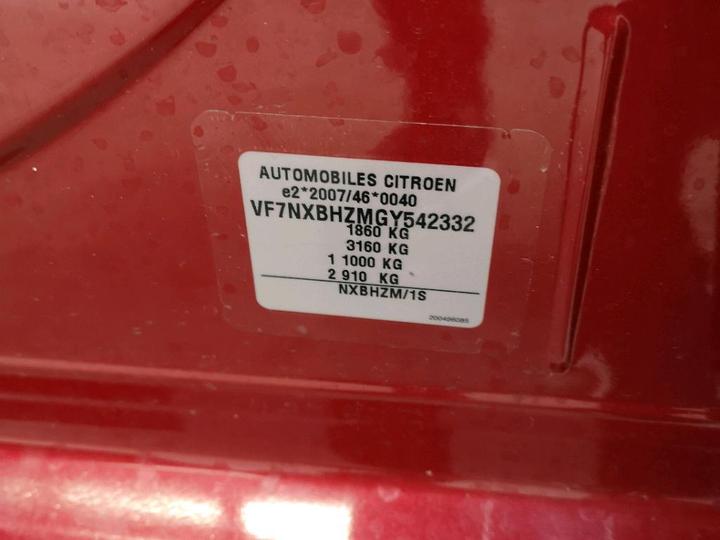 AUTOMOBILES CITROEN
e2*2007/46*0040
VF7NXBHZMGY542332
1860 KG
3160 KG
1 1000 KG
2 910 KG
NXBHZM/1S
200496085